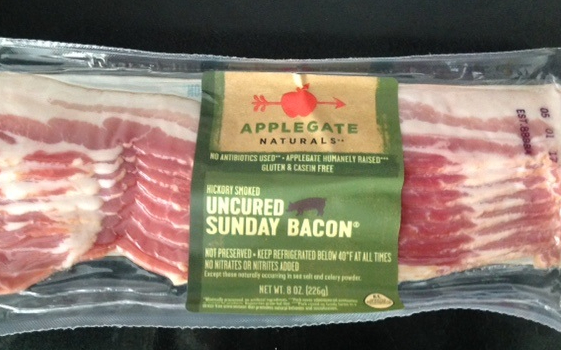 APPLEGATE
NATURALS
NO ANTIBIOTICS USED** • APPLEGATE HUMANELY RAISED***
GLUTEN & CASEIN FREE
HICKORY SMOKED
UNCURED
SUNDAY BACON®
NOT PRESERVED • KEEP REFRIGERATED BELOW 40°F AT ALL TIMES
NO NITRATES OR NITRITES ADDED
Except those naturally occurring in sea salt and celery powder.
NET WT. 8 OZ. (226g)
05 01